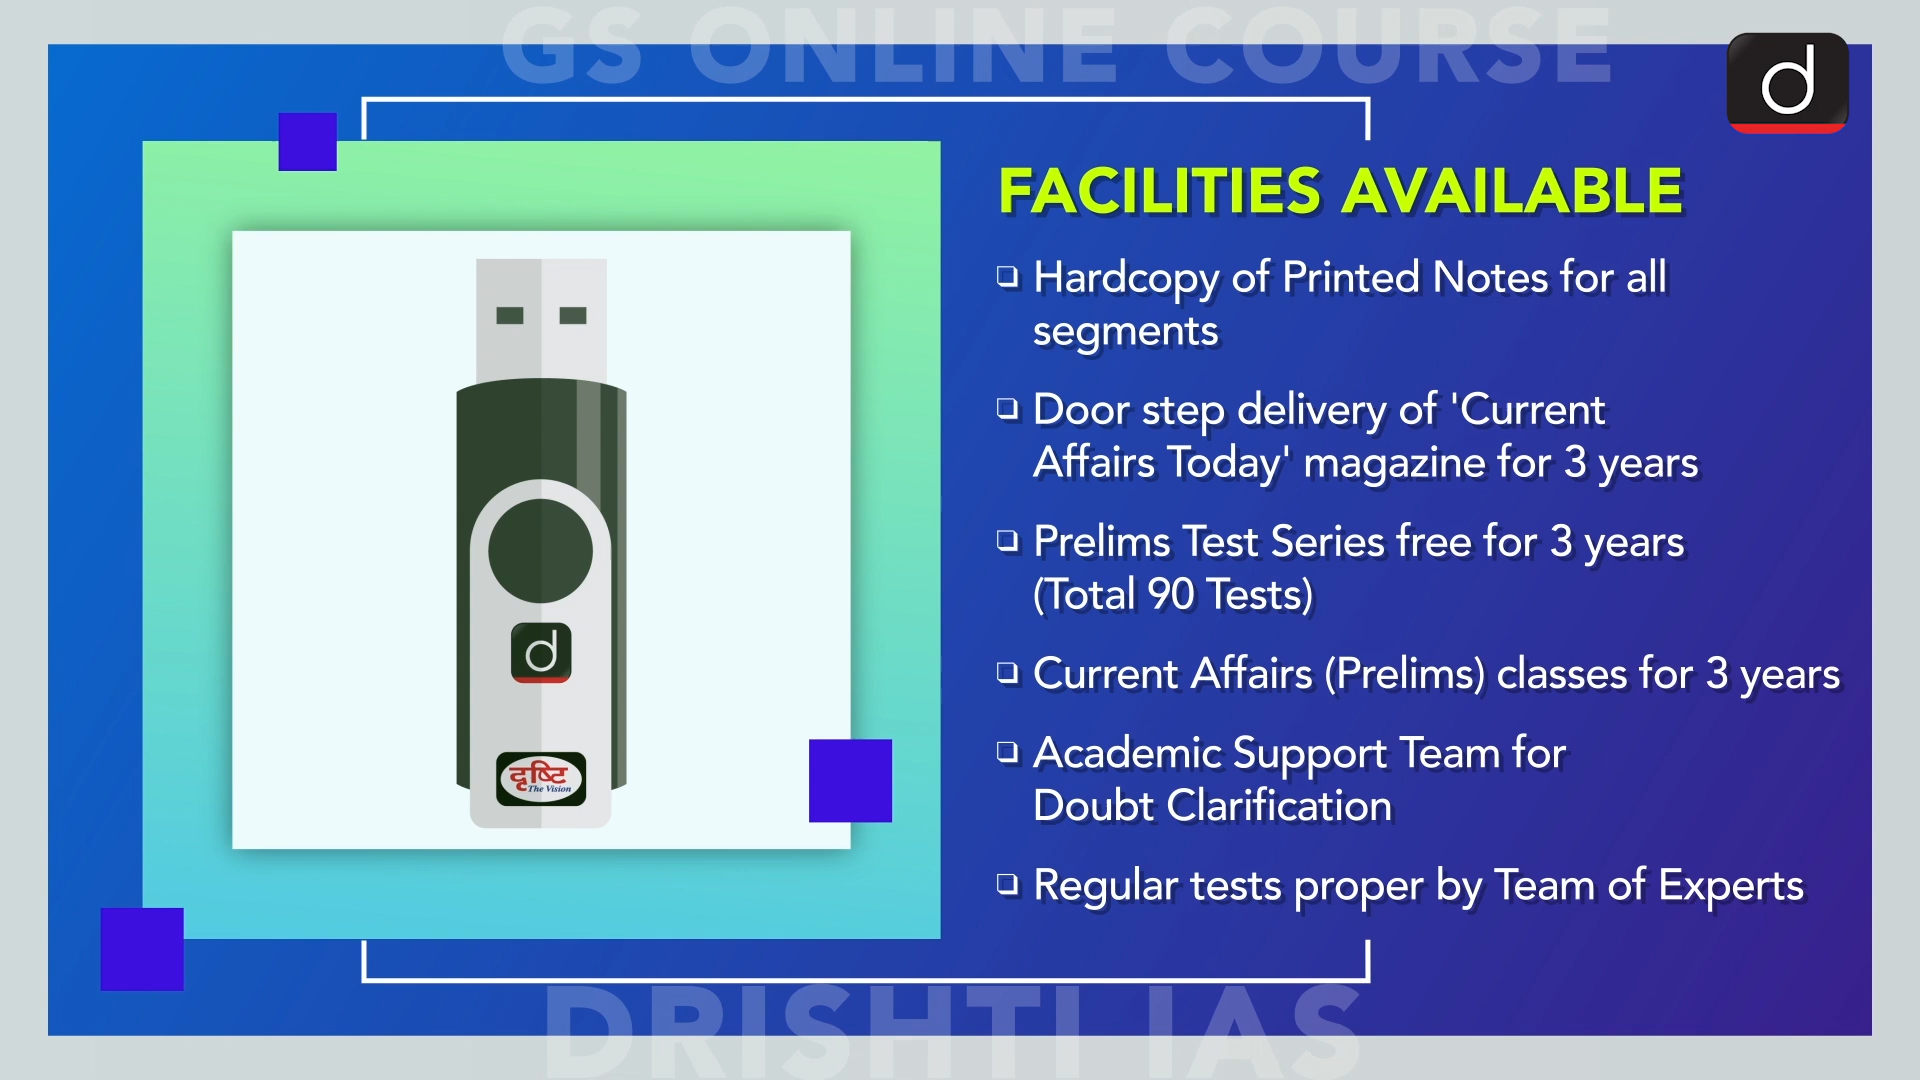 GS ONLINE COURSE
d
FACILITIES AVAILABLE
❏ Hardcopy of Printed Notes for all
segments
❏ Door step delivery of 'Current
Affairs Today' magazine for 3 years
❏ Prelims Test Series free for 3 years
(Total 90 Tests)
❏ Current Affairs (Prelims) classes for 3 years
❏ Academic Support Team for
Doubt Clarification
❏ Regular tests proper by Team of Experts
d
दृष्टि
The Vision
DRISHTI IAS